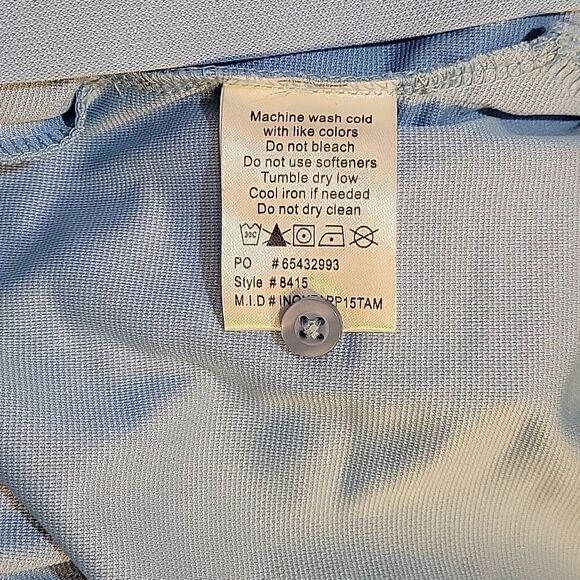 Machine wash cold
with like colors
Do not bleach
Do not use softeners
Tumble dry low
Cool iron if needed
Do not dry clean
30C
PO # 65432993
Style # 8415
M.I.D #